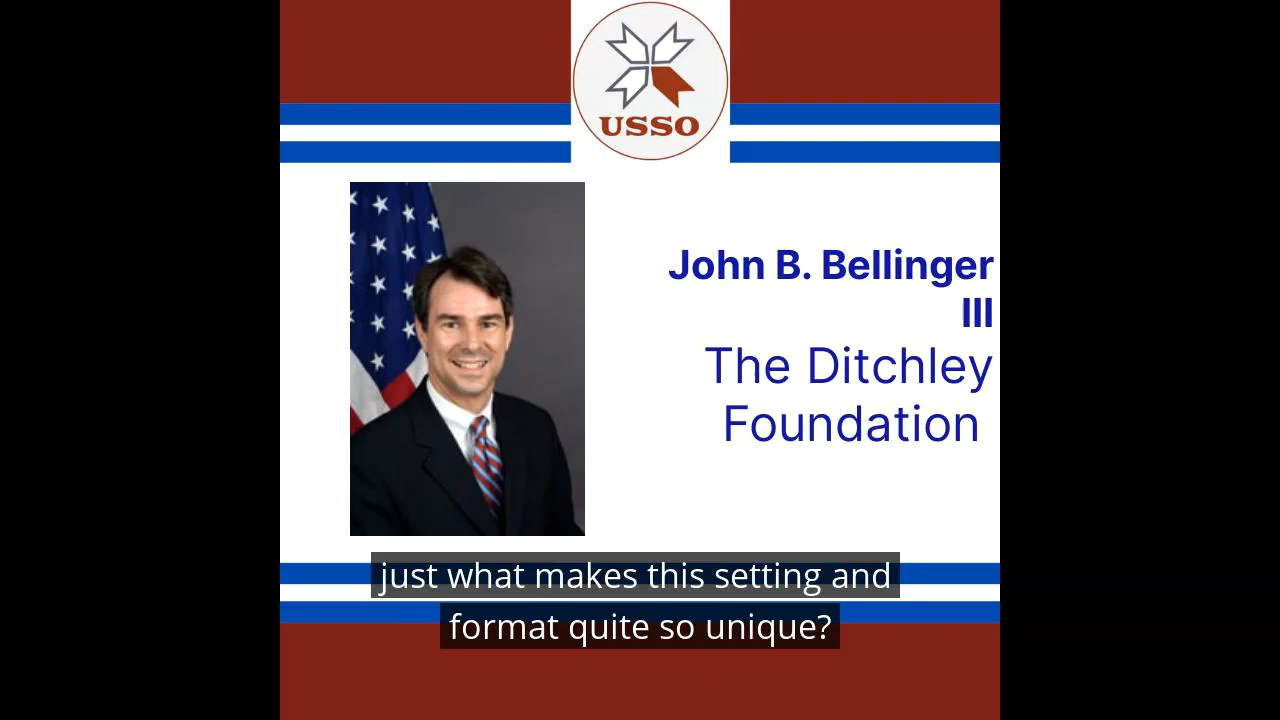 USSO
John B. Bellinger
III
The Ditchley
Foundation
just what makes this setting and
format quite so unique?